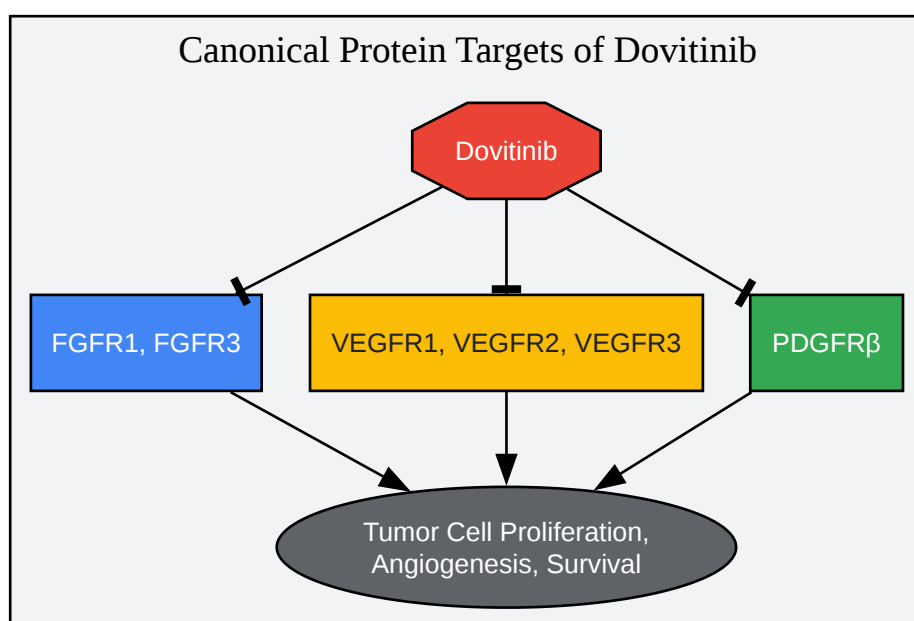 Canonical Protein Targets of Dovitinib
Dovitinib
FGFR1, FGFR3
VEGFR1, VEGFR2, VEGFR3
PDGFRβ
Tumor Cell Proliferation,
Angiogenesis, Survival